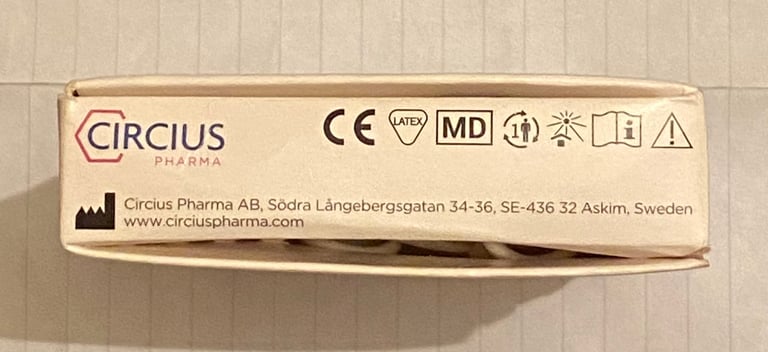 CIRCIUS
PHARMA
CE LATEX MD 1 i !
Circius Pharma AB, Södra Långebergsgatan 34-36, SE-436 32 Askim, Sweden
www.circiuspharma.com